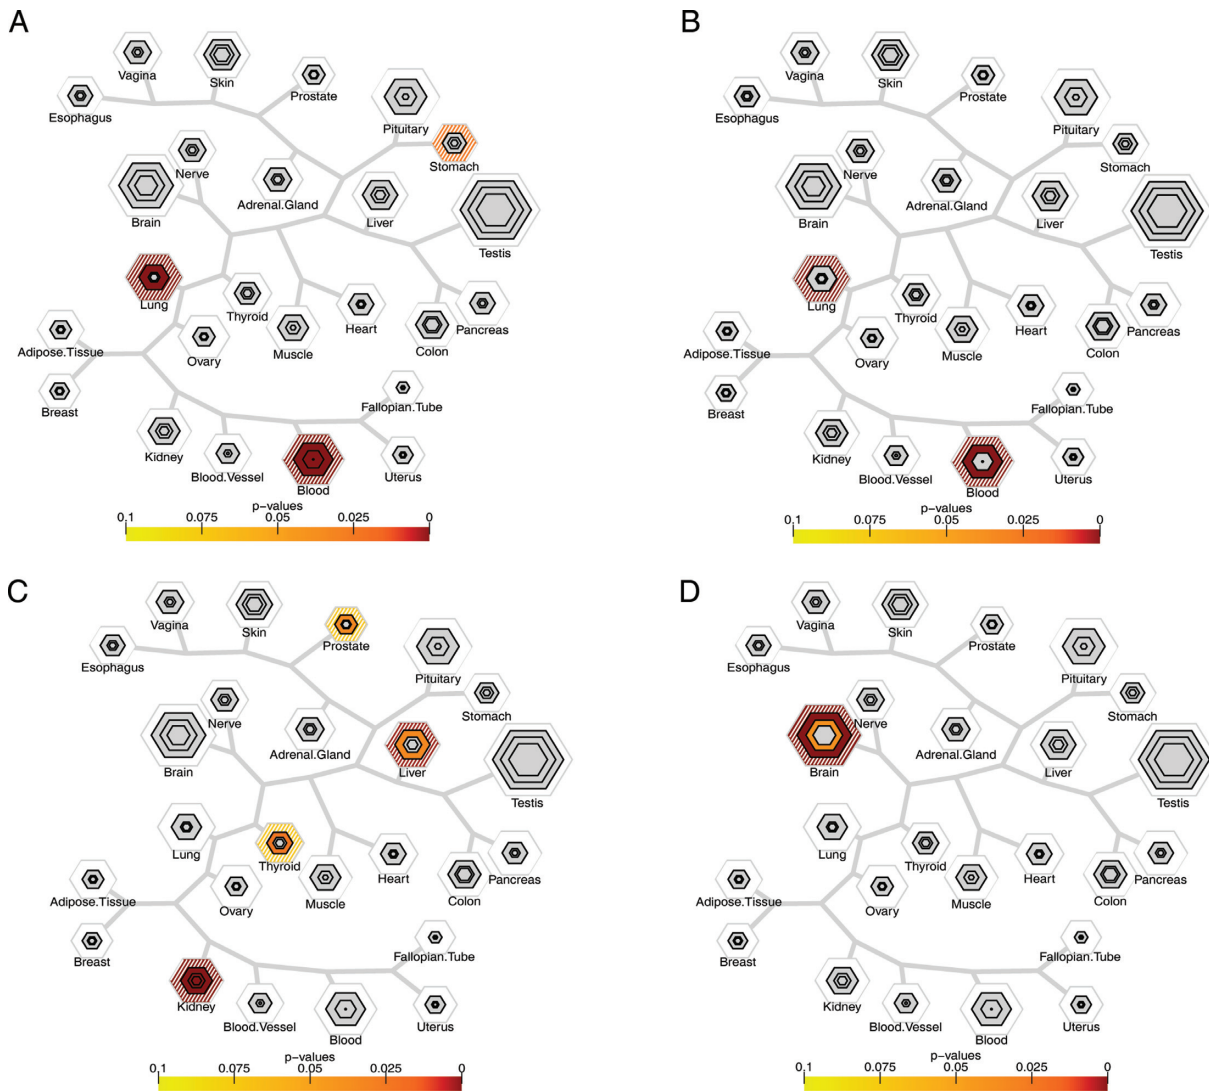 A
Vagina
Skin
Prostate
Esophagus
Pituitary
Stomach
Nerve
Adrenal.Gland
Liver
Brain
Testis
Lung
Thyroid
Heart
Pancreas
Adipose.Tissue
Ovary
Muscle
Colon
Breast
Fallopian.Tube
Kidney
Blood.Vessel
Blood
Uterus
p-values
0.1 0.075 0.05 0.025 0
B
Vagina
Skin
Prostate
Esophagus
Pituitary
Stomach
Nerve
Adrenal.Gland
Liver
Brain
Testis
Lung
Thyroid
Heart
Pancreas
Adipose.Tissue
Ovary
Muscle
Colon
Breast
Fallopian.Tube
Kidney
Blood.Vessel
Blood
Uterus
p-values
0.1 0.075 0.05 0.025 0
C
Vagina
Skin
Prostate
Esophagus
Pituitary
Stomach
Nerve
Adrenal.Gland
Liver
Brain
Testis
Lung
Thyroid
Heart
Pancreas
Adipose.Tissue
Ovary
Muscle
Colon
Breast
Fallopian.Tube
Kidney
Blood.Vessel
Blood
Uterus
p-values
0.1 0.075 0.05 0.025 0
D
Vagina
Skin
Prostate
Esophagus
Pituitary
Stomach
Nerve
Adrenal.Gland
Liver
Brain
Testis
Lung
Thyroid
Heart
Pancreas
Adipose.Tissue
Ovary
Muscle
Colon
Breast
Fallopian.Tube
Kidney
Blood.Vessel
Blood
Uterus
p-values
0.1 0.075 0.05 0.025 0